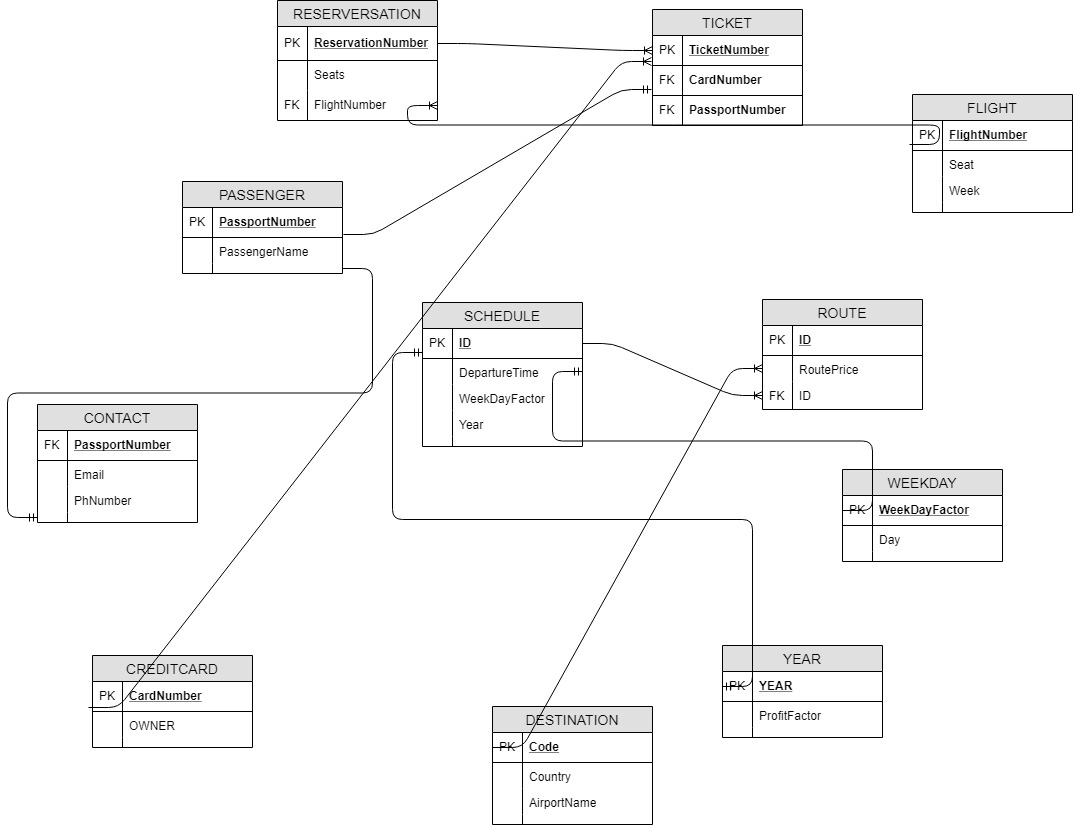 RESERVERSATION
PK ReservationNumber
Seats
FK FlightNumber
TICKET
PK TicketNumber
FK CardNumber
FK PassportNumber
FLIGHT
PK FlightNumber
Seat
Week
PASSENGER
PK PassportNumber
PassengerName
SCHEDULE
PK ID
DepartureTime
WeekDayFactor
Year
ROUTE
PK ID
RoutePrice
FK ID
CONTACT
FK PassportNumber
Email
PhNumber
WEEKDAY
PK WeekDayFactor
Day
CREDITCARD
PK CardNumber
OWNER
YEAR
PK YEAR
ProfitFactor
DESTINATION
PK Code
Country
AirportName